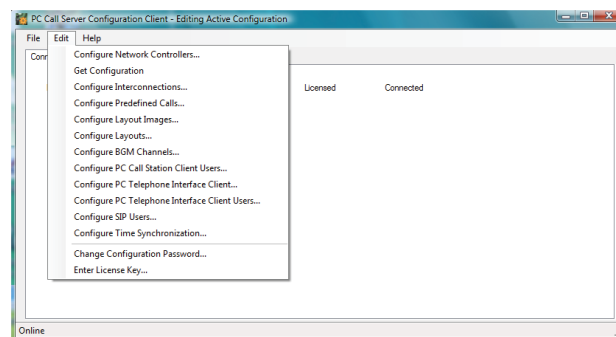 PC Call Server Configuration Client - Editing Active Configuration
File Edit Help
Conn
Licensed Connected
Configure Network Controllers...
Get Configuration
Configure Interconnections...
Configure Predefined Calls...
Configure Layout Images...
Configure Layouts...
Configure BGM Channels...
Configure PC Call Station Client Users...
Configure PC Telephone Interface Client...
Configure PC Telephone Interface Client Users...
Configure SIP Users...
Configure Time Synchronization...
Change Configuration Password...
Enter License Key...
Online